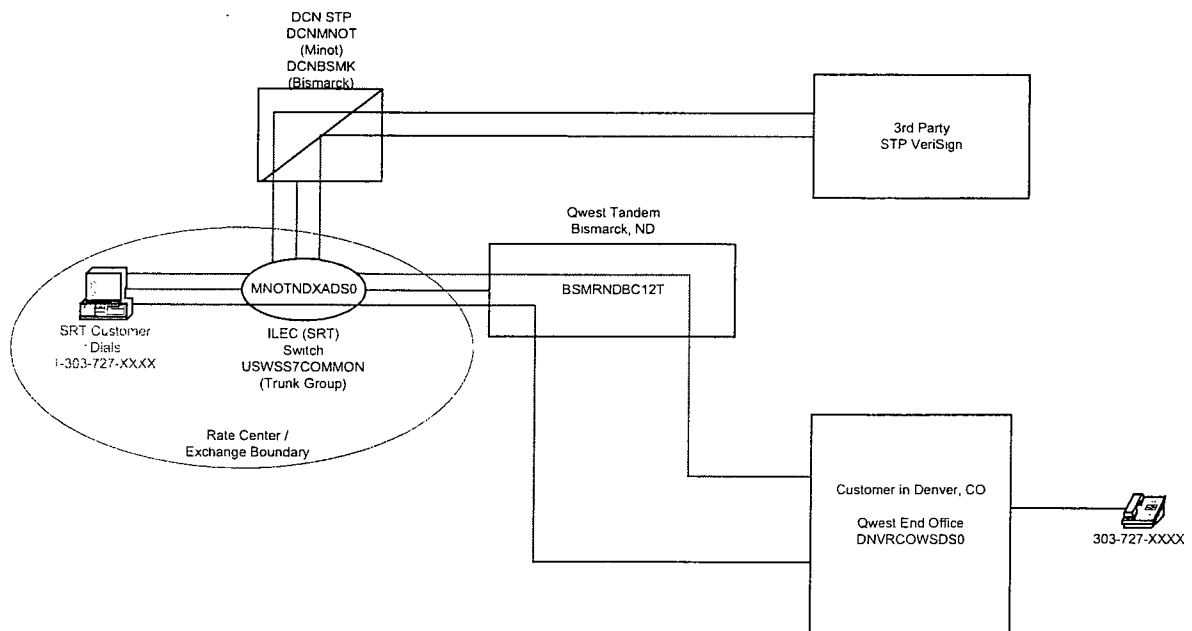 DCN STP
DCNMNOT
(Minot)
DCNBSMK
(Bismarck)
3rd Party
STP VeriSign
Qwest Tandem
Bismarck, ND
BSMRNDBC12T
MNOTNDXADS0
SRT Customer
Dials
1-303-727-XXXX
ILEC (SRT)
Switch
USWSS7COMMON
(Trunk Group)
Rate Center /
Exchange Boundary
Customer in Denver, CO
Qwest End Office
DNVRCOWSDS0
303-727-XXXX